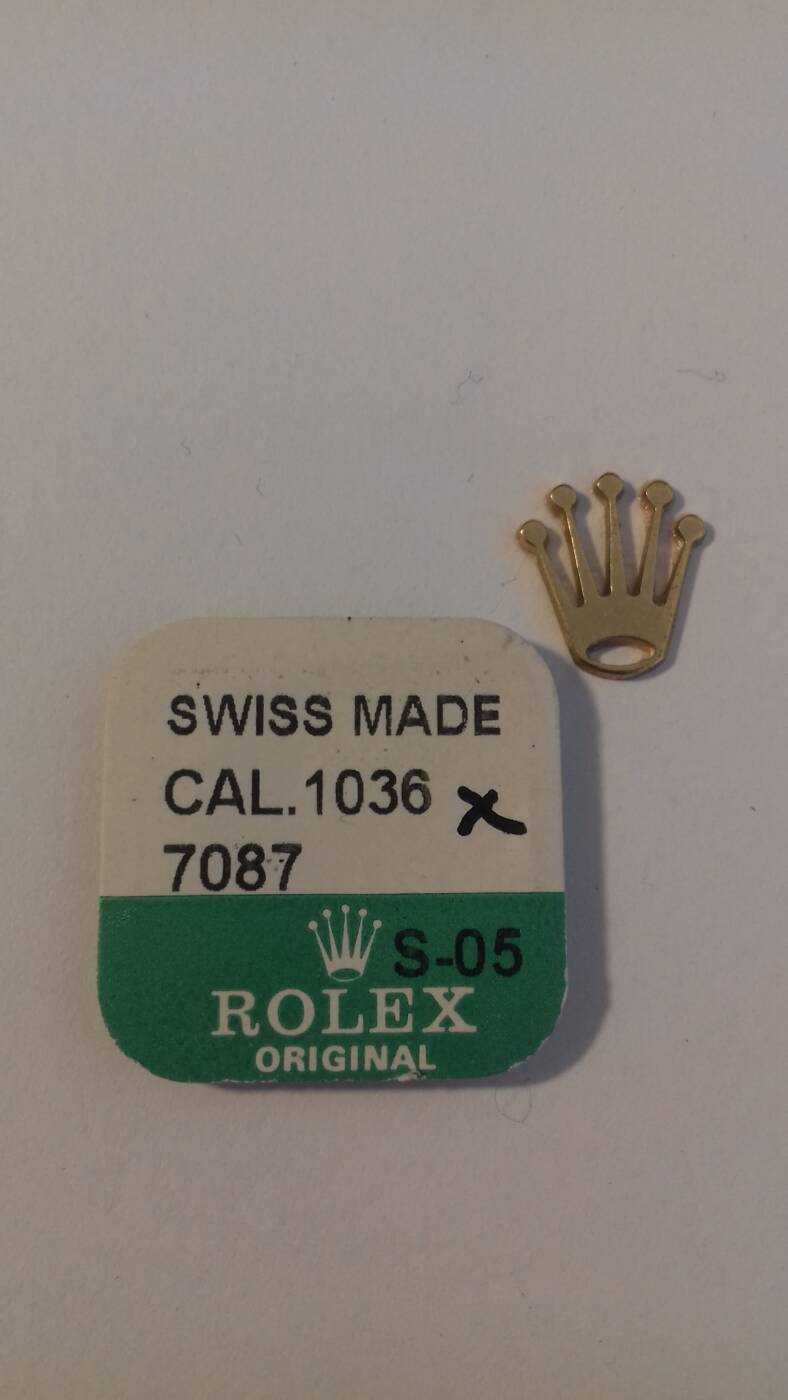 SWISS MADE
CAL.1036 x
7087
S-05
ROLEX
ORIGINAL